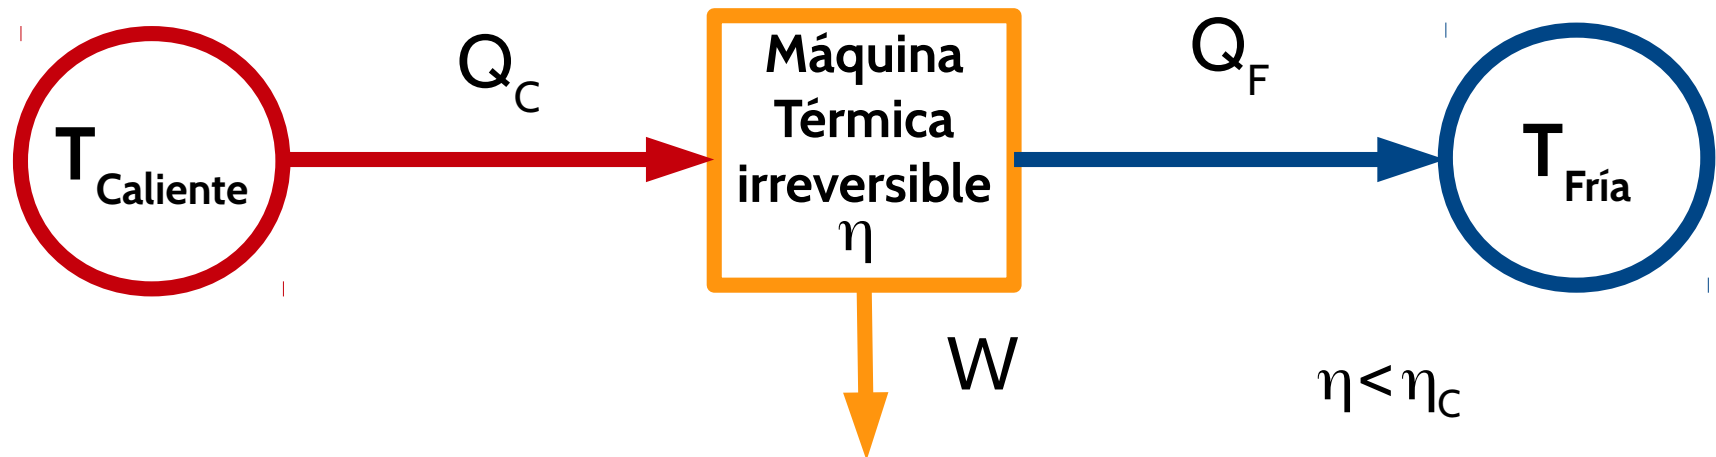 T Caliente
Q C
Máquina
Térmica
irreversible
η
Q F
T Fría
W
η<η C